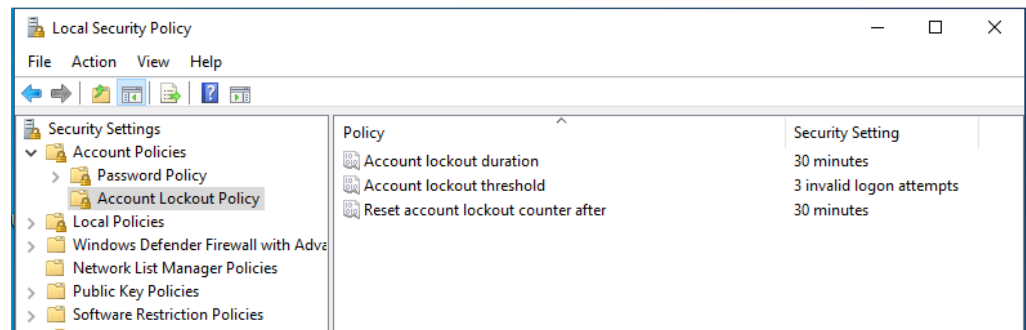 Local Security Policy
File Action View Help
Security Settings
Account Policies
Password Policy
Account Lockout Policy
Local Policies
Windows Defender Firewall with Adva
Network List Manager Policies
Public Key Policies
Software Restriction Policies
Policy Security Setting
Account lockout duration 30 minutes
Account lockout threshold 3 invalid logon attempts
Reset account lockout counter after 30 minutes